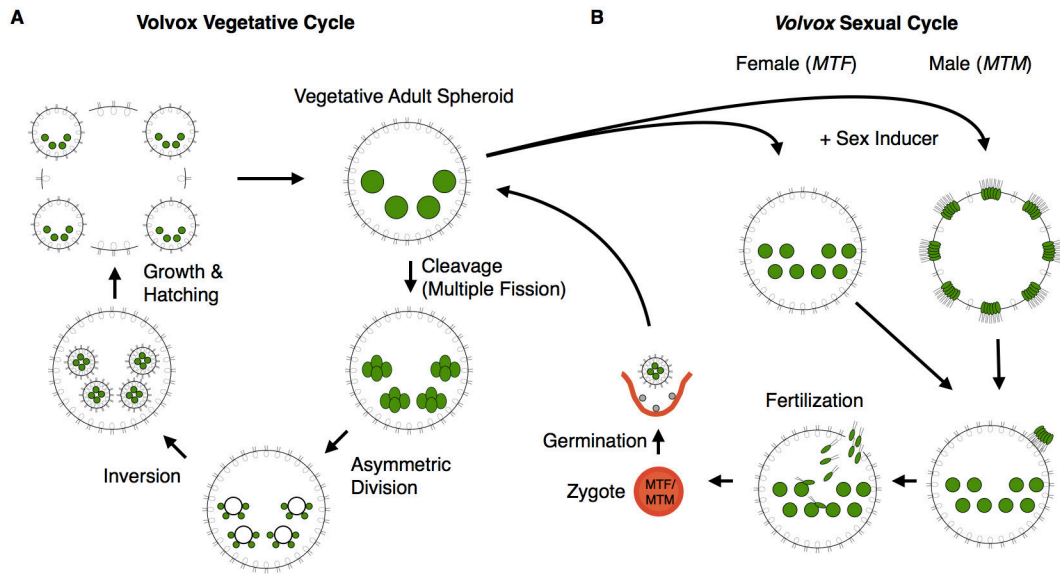 A
Volvox Vegetative Cycle
Vegetative Adult Spheroid
Cleavage
(Multiple Fission)
Asymmetric
Division
Inversion
Growth &
Hatching
B
Volvox Sexual Cycle
Female (MTF)
Male (MTM)
+ Sex Inducer
Fertilization
Zygote
MTF/
MTM
Germination